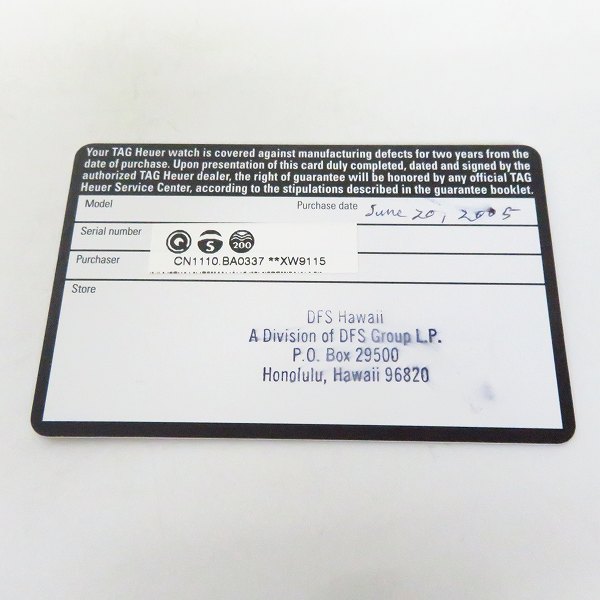 Your TAG Heuer watch is covered against manufacturing defects for two years from the
date of purchase. Upon presentation of this card duly completed, dated and signed by the
authorized TAG Heuer dealer, the right of guarantee will be honored by any official TAG
Heuer Service Center, according to the stipulations described in the guarantee booklet.
Model
Purchase date June 20, 2005
Serial number
Q S 200
Purchaser
CN1110.BA0337 **XW9115
Store
DFS Hawaii
A Division of DFS Group L.P.
P.O. Box 29500
Honolulu, Hawaii 96820